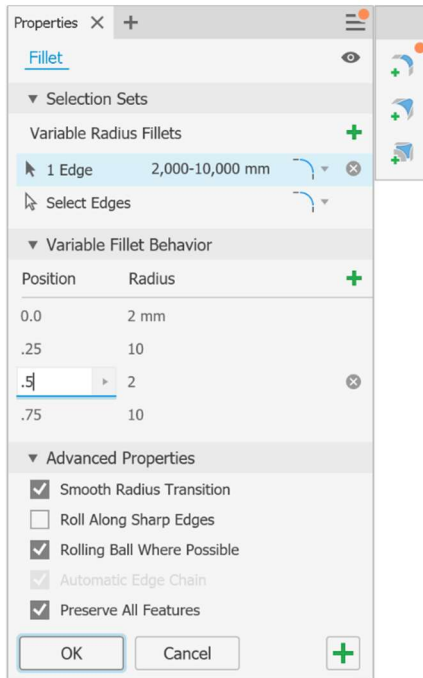 Properties
Fillet
Selection Sets
Variable Radius Fillets
1 Edge 2,000-10,000 mm
Select Edges
Variable Fillet Behavior
Position Radius
0.0 2 mm
.25 10
.5 2
.75 10
Advanced Properties
Smooth Radius Transition
Roll Along Sharp Edges
Rolling Ball Where Possible
Automatic Edge Chain
Preserve All Features
OK Cancel